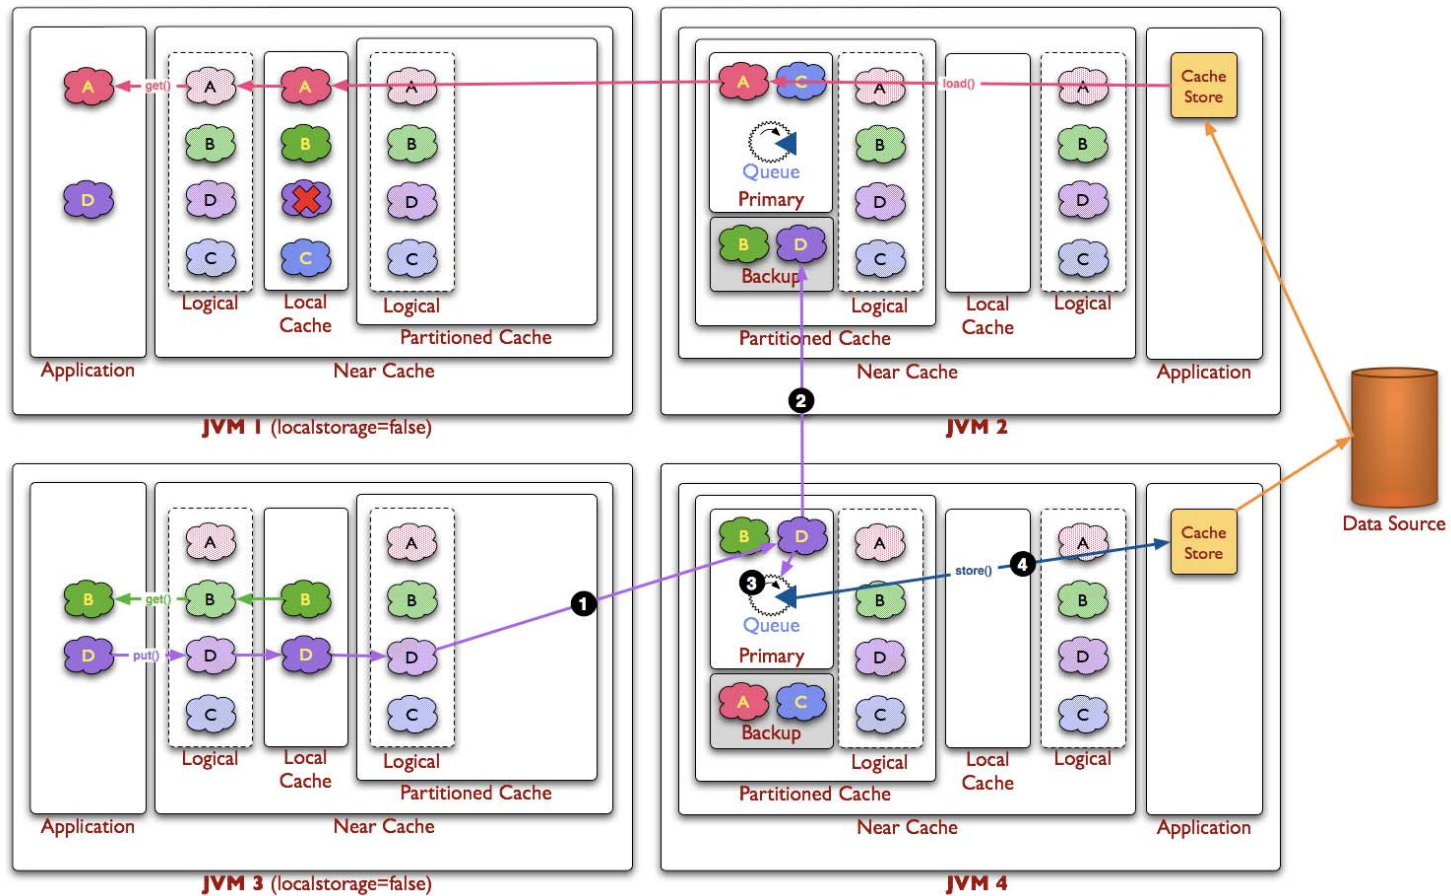 A
get()
A
A
A
B
B
B
D
D
D
C
C
C
Logical
Local
Cache
Logical
Partitioned Cache
Application
Near Cache
JVM 1 (localstorage=false)
A
C
A
load()
A
Cache
Store
Queue
Primary
B
B
D
D
B
D
Backup
C
C
Logical
Local
Cache
Logical
Partitioned Cache
Near Cache
Application
JVM 2
2
Data Source
A
A
B
get()
B
B
B
D
put()
D
D
D
C
C
Logical
Local
Cache
Logical
Partitioned Cache
Application
Near Cache
JVM 3 (localstorage=false)
1
B
D
A
A
Cache
Store
3
store()
4
Queue
Primary
B
B
D
D
A
C
Backup
C
C
Logical
Local
Cache
Logical
Partitioned Cache
Near Cache
Application
JVM 4